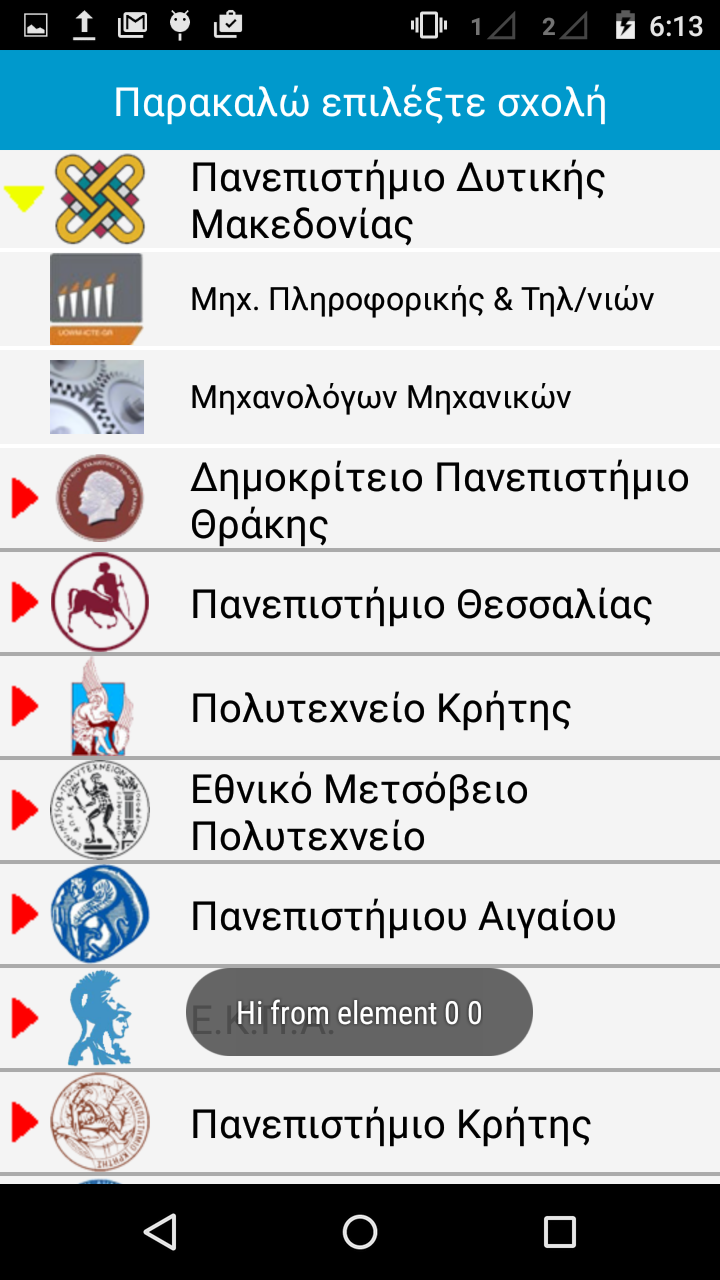 1 2 6:13
Παρακαλώ επιλέξτε σχολή
Πανεπιστήμιο Δυτικής
Μακεδονίας
UOWM-ICTE-GR
Μηχ. Πληροφορικής & Τηλ/νιών
Μηχανολόγων Μηχανικών
Δημοκρίτειο Πανεπιστήμιο
Θράκης
Πανεπιστήμιο Θεσσαλίας
Πολυτεχνείο Κρήτης
Εθνικό Μετσόβειο
Πολυτεχνείο
Πανεπιστήμιου Αιγαίου
Ε.Κ.Π.Α.
Hi from element 0 0
Πανεπιστήμιο Κρήτης